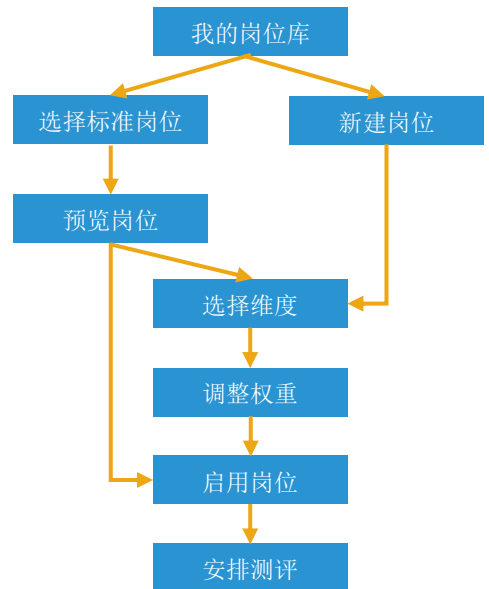 我的岗位库
选择标准岗位
新建岗位
预览岗位
选择维度
调整权重
启用岗位
安排测评